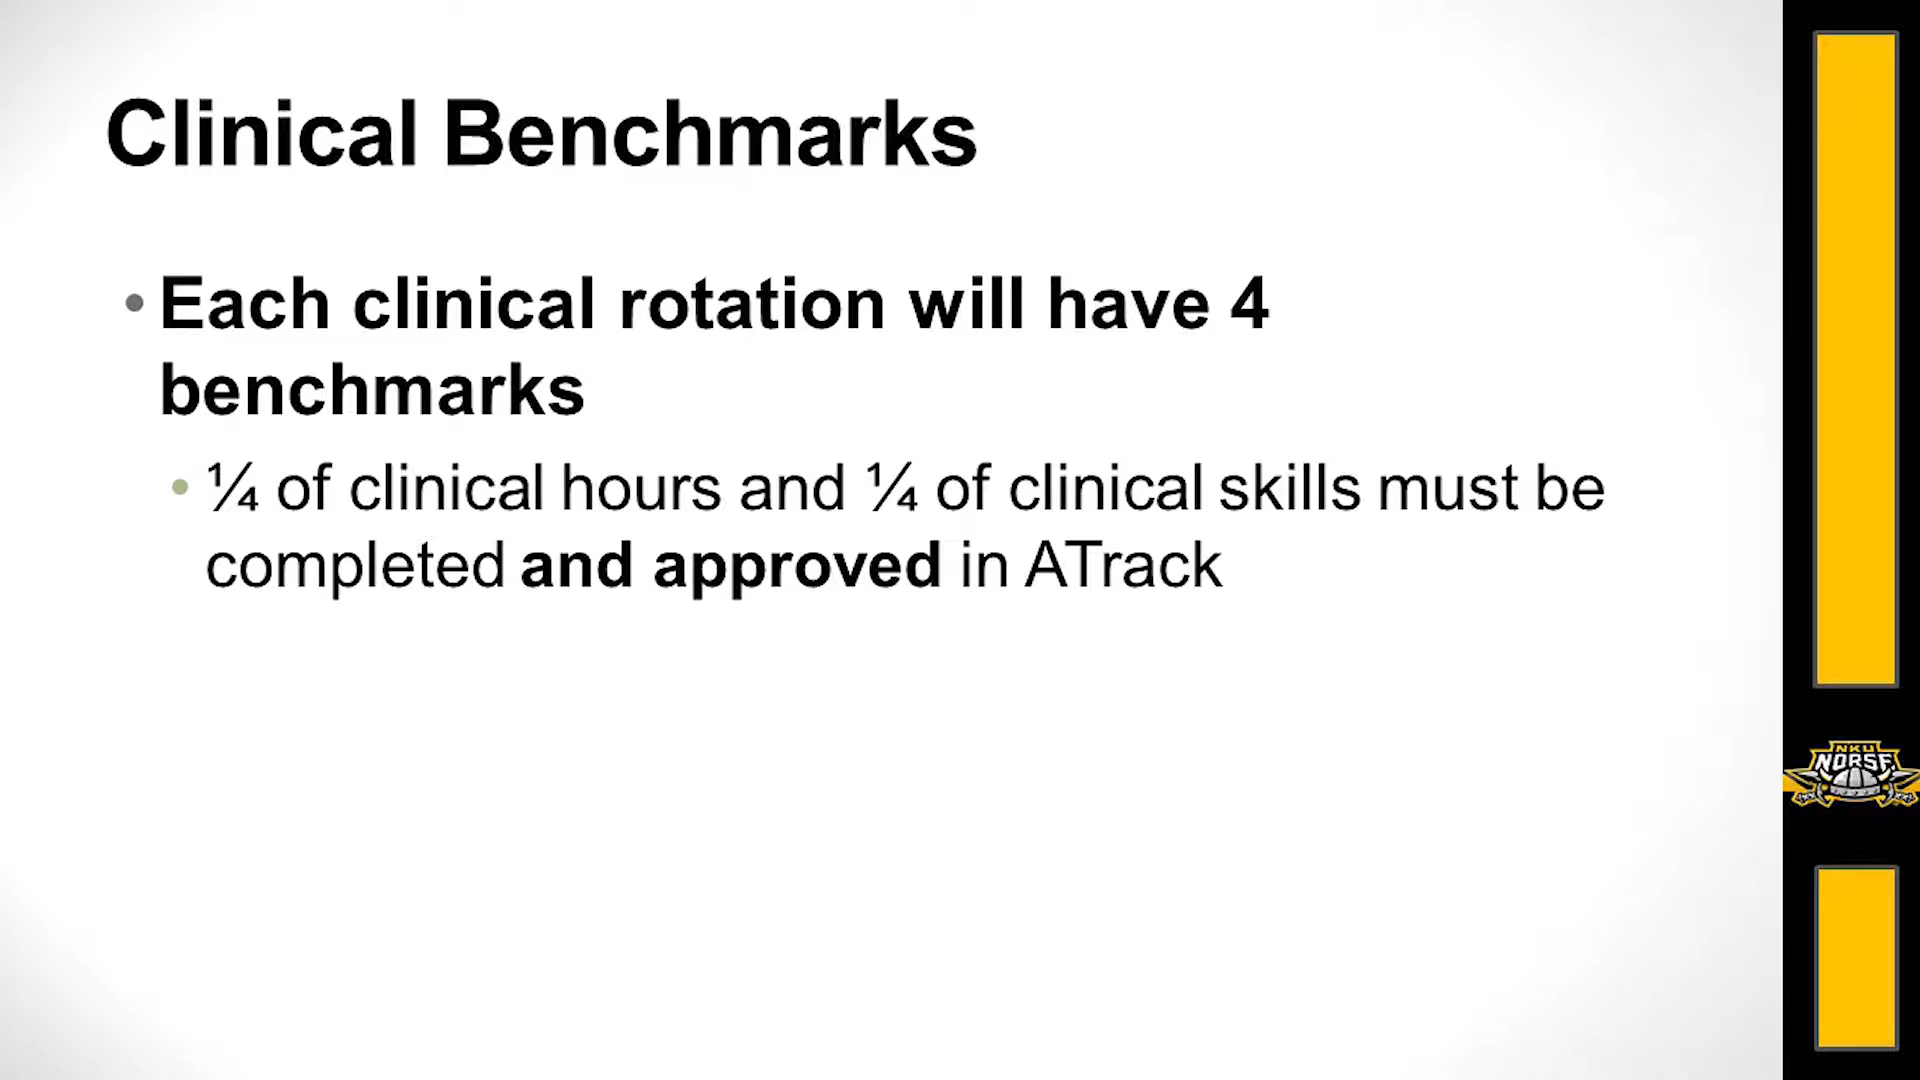 Clinical Benchmarks
• Each clinical rotation will have 4
benchmarks
• ¼ of clinical hours and ¼ of clinical skills must be
completed and approved in ATrack
NKU
NORSE